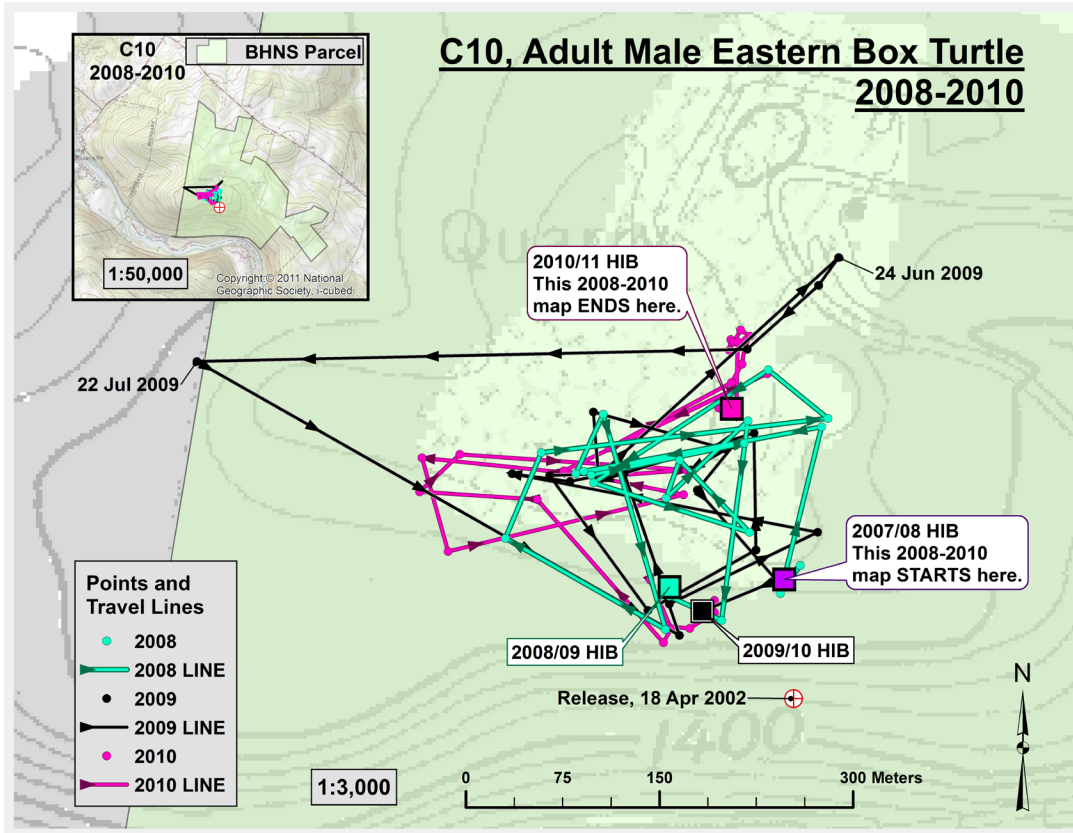 C10, Adult Male Eastern Box Turtle
2008-2010
C10
2008-2010
BHNS Parcel
1:50,000
Copyright:© 2011 National
Geographic Society, i-cubed
Quarry
2010/11 HIB
This 2008-2010
map ENDS here.
24 Jun 2009
22 Jul 2009
2007/08 HIB
This 2008-2010
map STARTS here.
2008/09 HIB
2009/10 HIB
Release, 18 Apr 2002
1400
Points and
Travel Lines
2008
2008 LINE
2009
2009 LINE
2010
2010 LINE
1:3,000
0 75 150 300 Meters
N